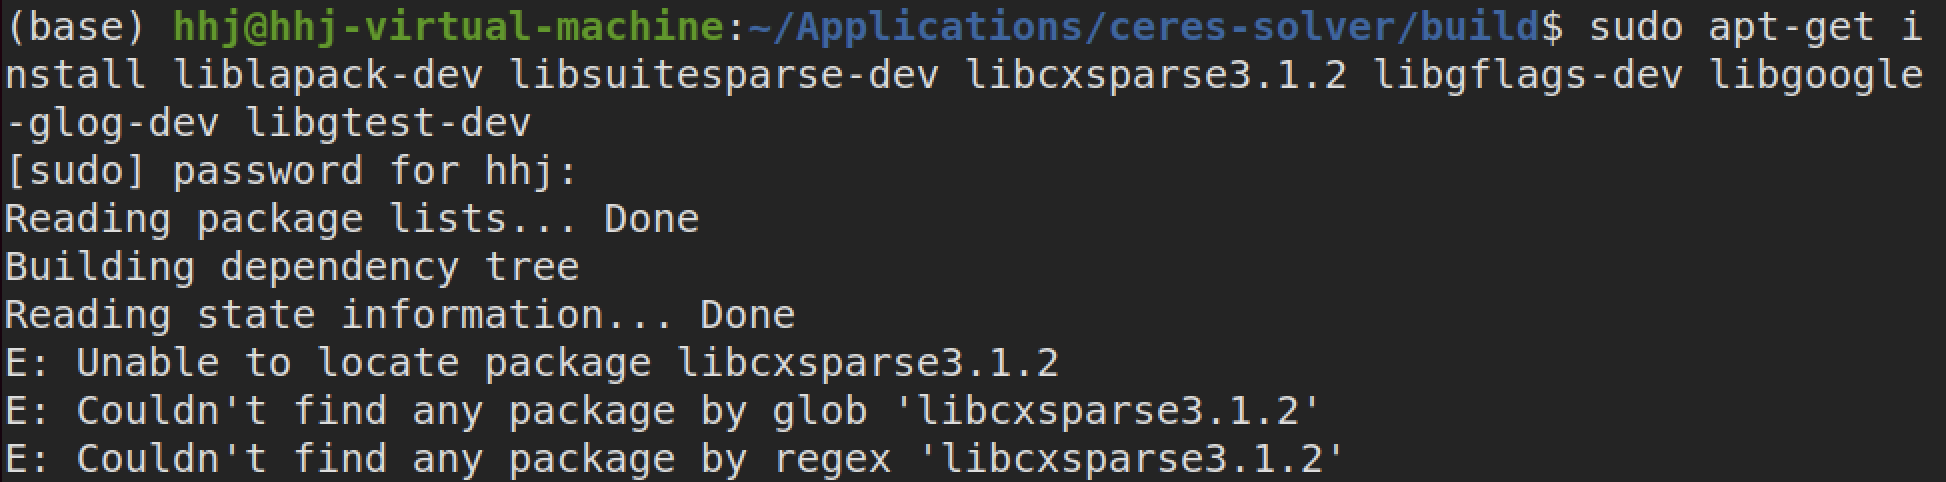 (base) hhj@hhj-virtual-machine:~/Applications/ceres-solver/build$ sudo apt-get i
nstall liblapack-dev libsuitesparse-dev libcxsparse3.1.2 libgflags-dev libgoogle
-glog-dev libgtest-dev
[sudo] password for hhj:
Reading package lists... Done
Building dependency tree
Reading state information... Done
E: Unable to locate package libcxsparse3.1.2
E: Couldn't find any package by glob 'libcxsparse3.1.2'
E: Couldn't find any package by regex 'libcxsparse3.1.2'